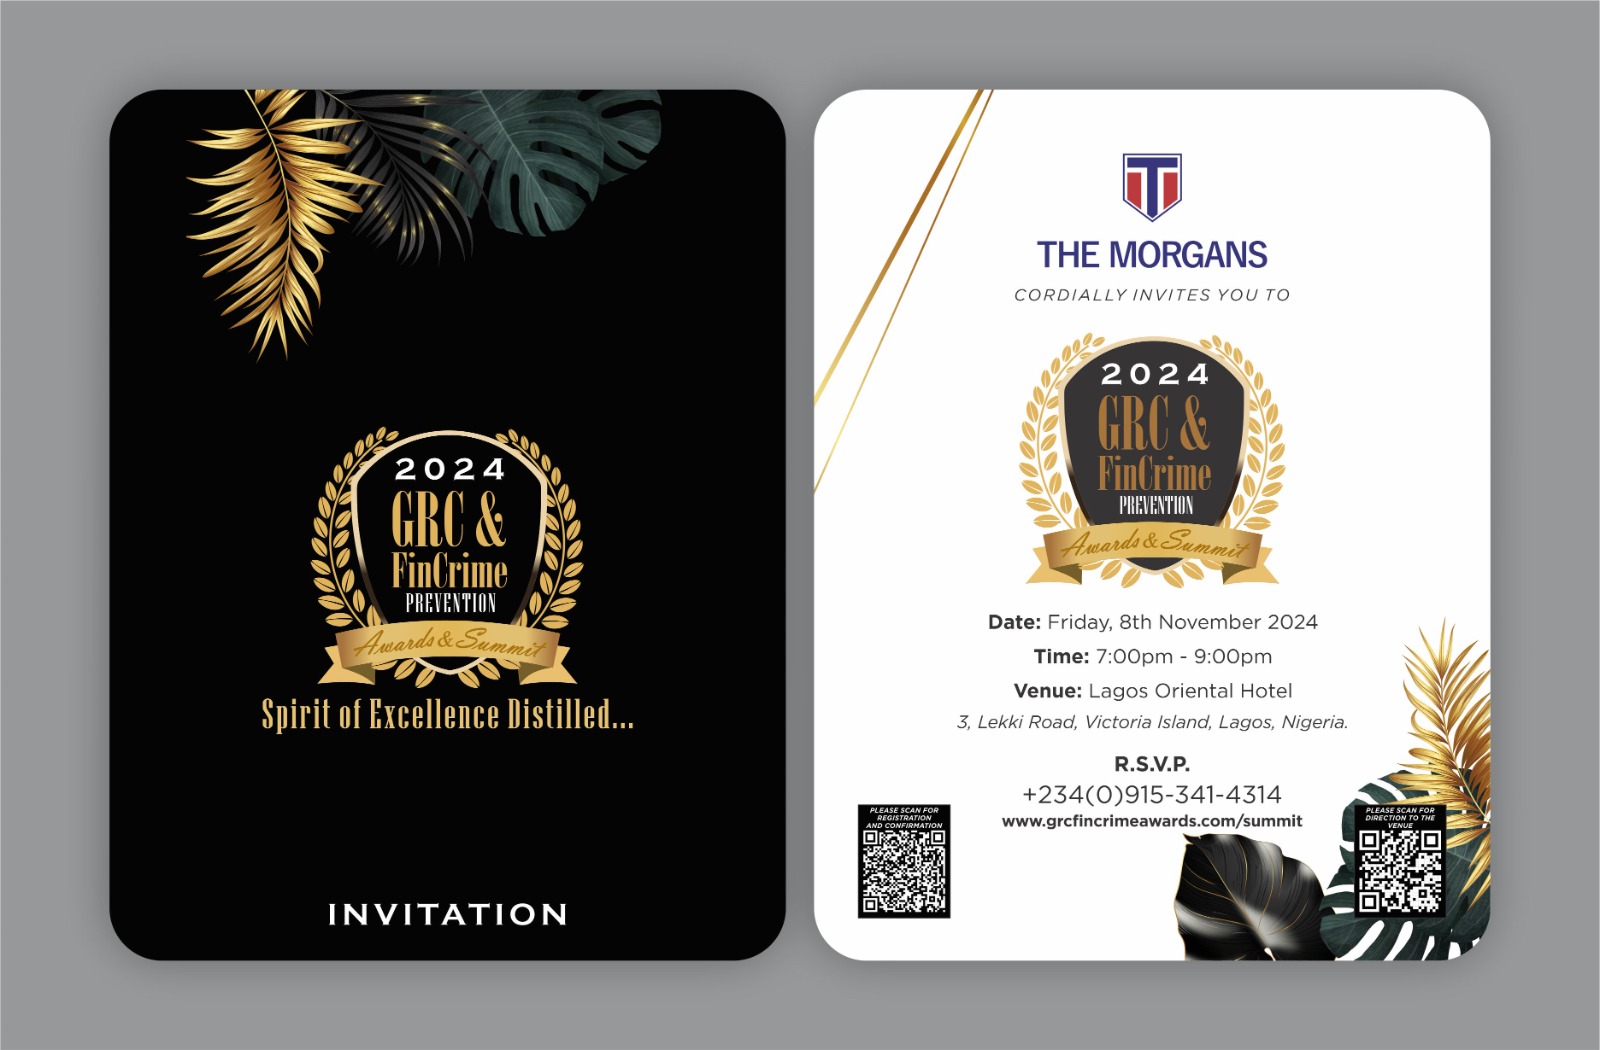 2024
GRC &
FinCrime
PREVENTION
Awards & Summit
Spirit of Excellence Distilled...
INVITATION
THE MORGANS
CORDIALLY INVITES YOU TO
2024
GRC &
FinCrime
PREVENTION
Awards & Summit
Date: Friday, 8th November 2024
Time: 7:00pm - 9:00pm
Venue: Lagos Oriental Hotel
3, Lekki Road, Victoria Island, Lagos, Nigeria.
R.S.V.P.
+234(0)915-341-4314
www.grcfincrimeawards.com/summit
PLEASE SCAN FOR
REGISTRATION
AND CONFIRMATION
PLEASE SCAN FOR
DIRECTION TO THE
VENUE